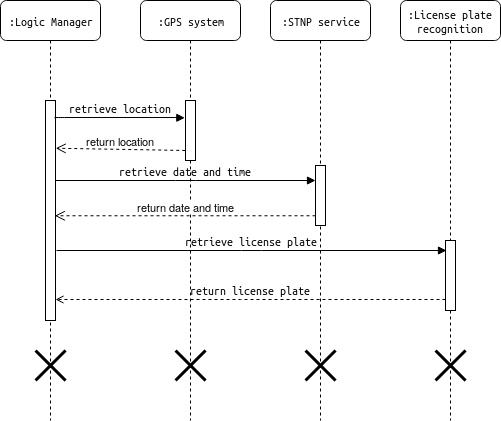 :Logic Manager
:GPS system
:STNP service
:License plate
recognition
retrieve location
return location
retrieve date and time
return date and time
retrieve license plate
return license plate